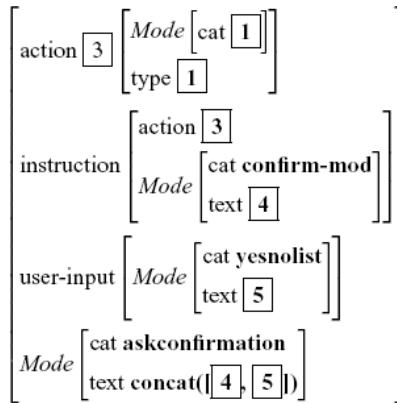 action 3 Mode cat 1
type 1
action 3
instruction
cat confirm-mod
Mode
text 4
cat yesnolist
user-input Mode
text 5
cat askconfirmation
Mode
text concat([ 4 , 5 ])